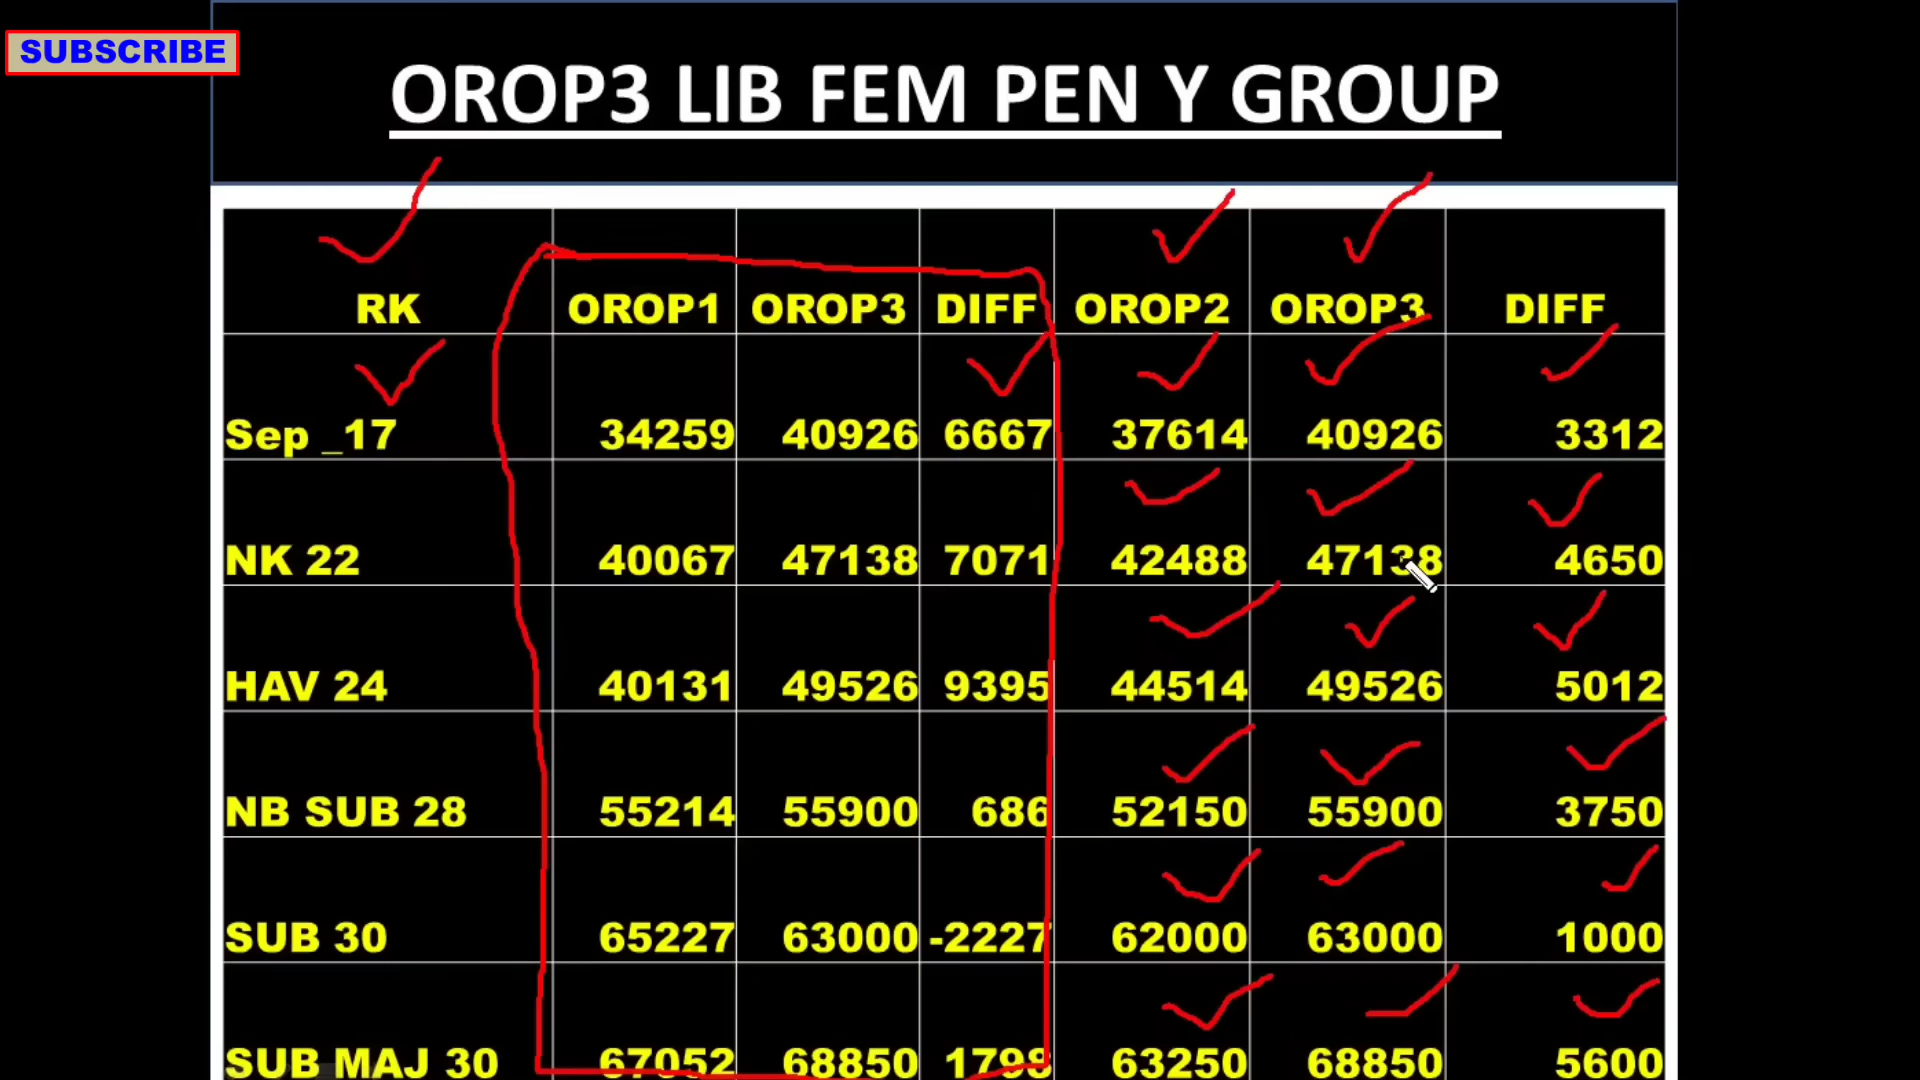 SUBSCRIBE
OROP3 LIB FEM PEN Y GROUP
RK OROP1 OROP3 DIFF OROP2 OROP3 DIFF
Sep _17 34259 40926 6667 37614 40926 3312
NK 22 40067 47138 7071 42488 47138 4650
HAV 24 40131 49526 9395 44514 49526 5012
NB SUB 28 55214 55900 686 52150 55900 3750
SUB 30 65227 63000 -2227 62000 63000 1000
SUB MAJ 30 67052 68850 1798 63250 68850 5600